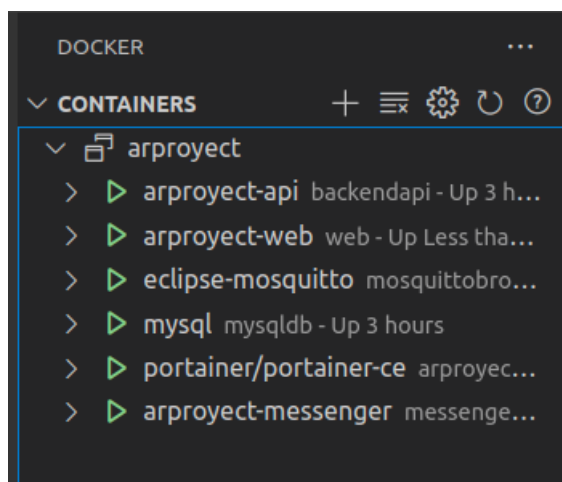 DOCKER ...
CONTAINERS
arproyect
arproyect-api backendapi - Up 3 h...
arproyect-web web - Up Less tha...
eclipse-mosquitto mosquittobro...
mysql mysqldb - Up 3 hours
portainer/portainer-ce arproyec...
arproyect-messenger messenge...